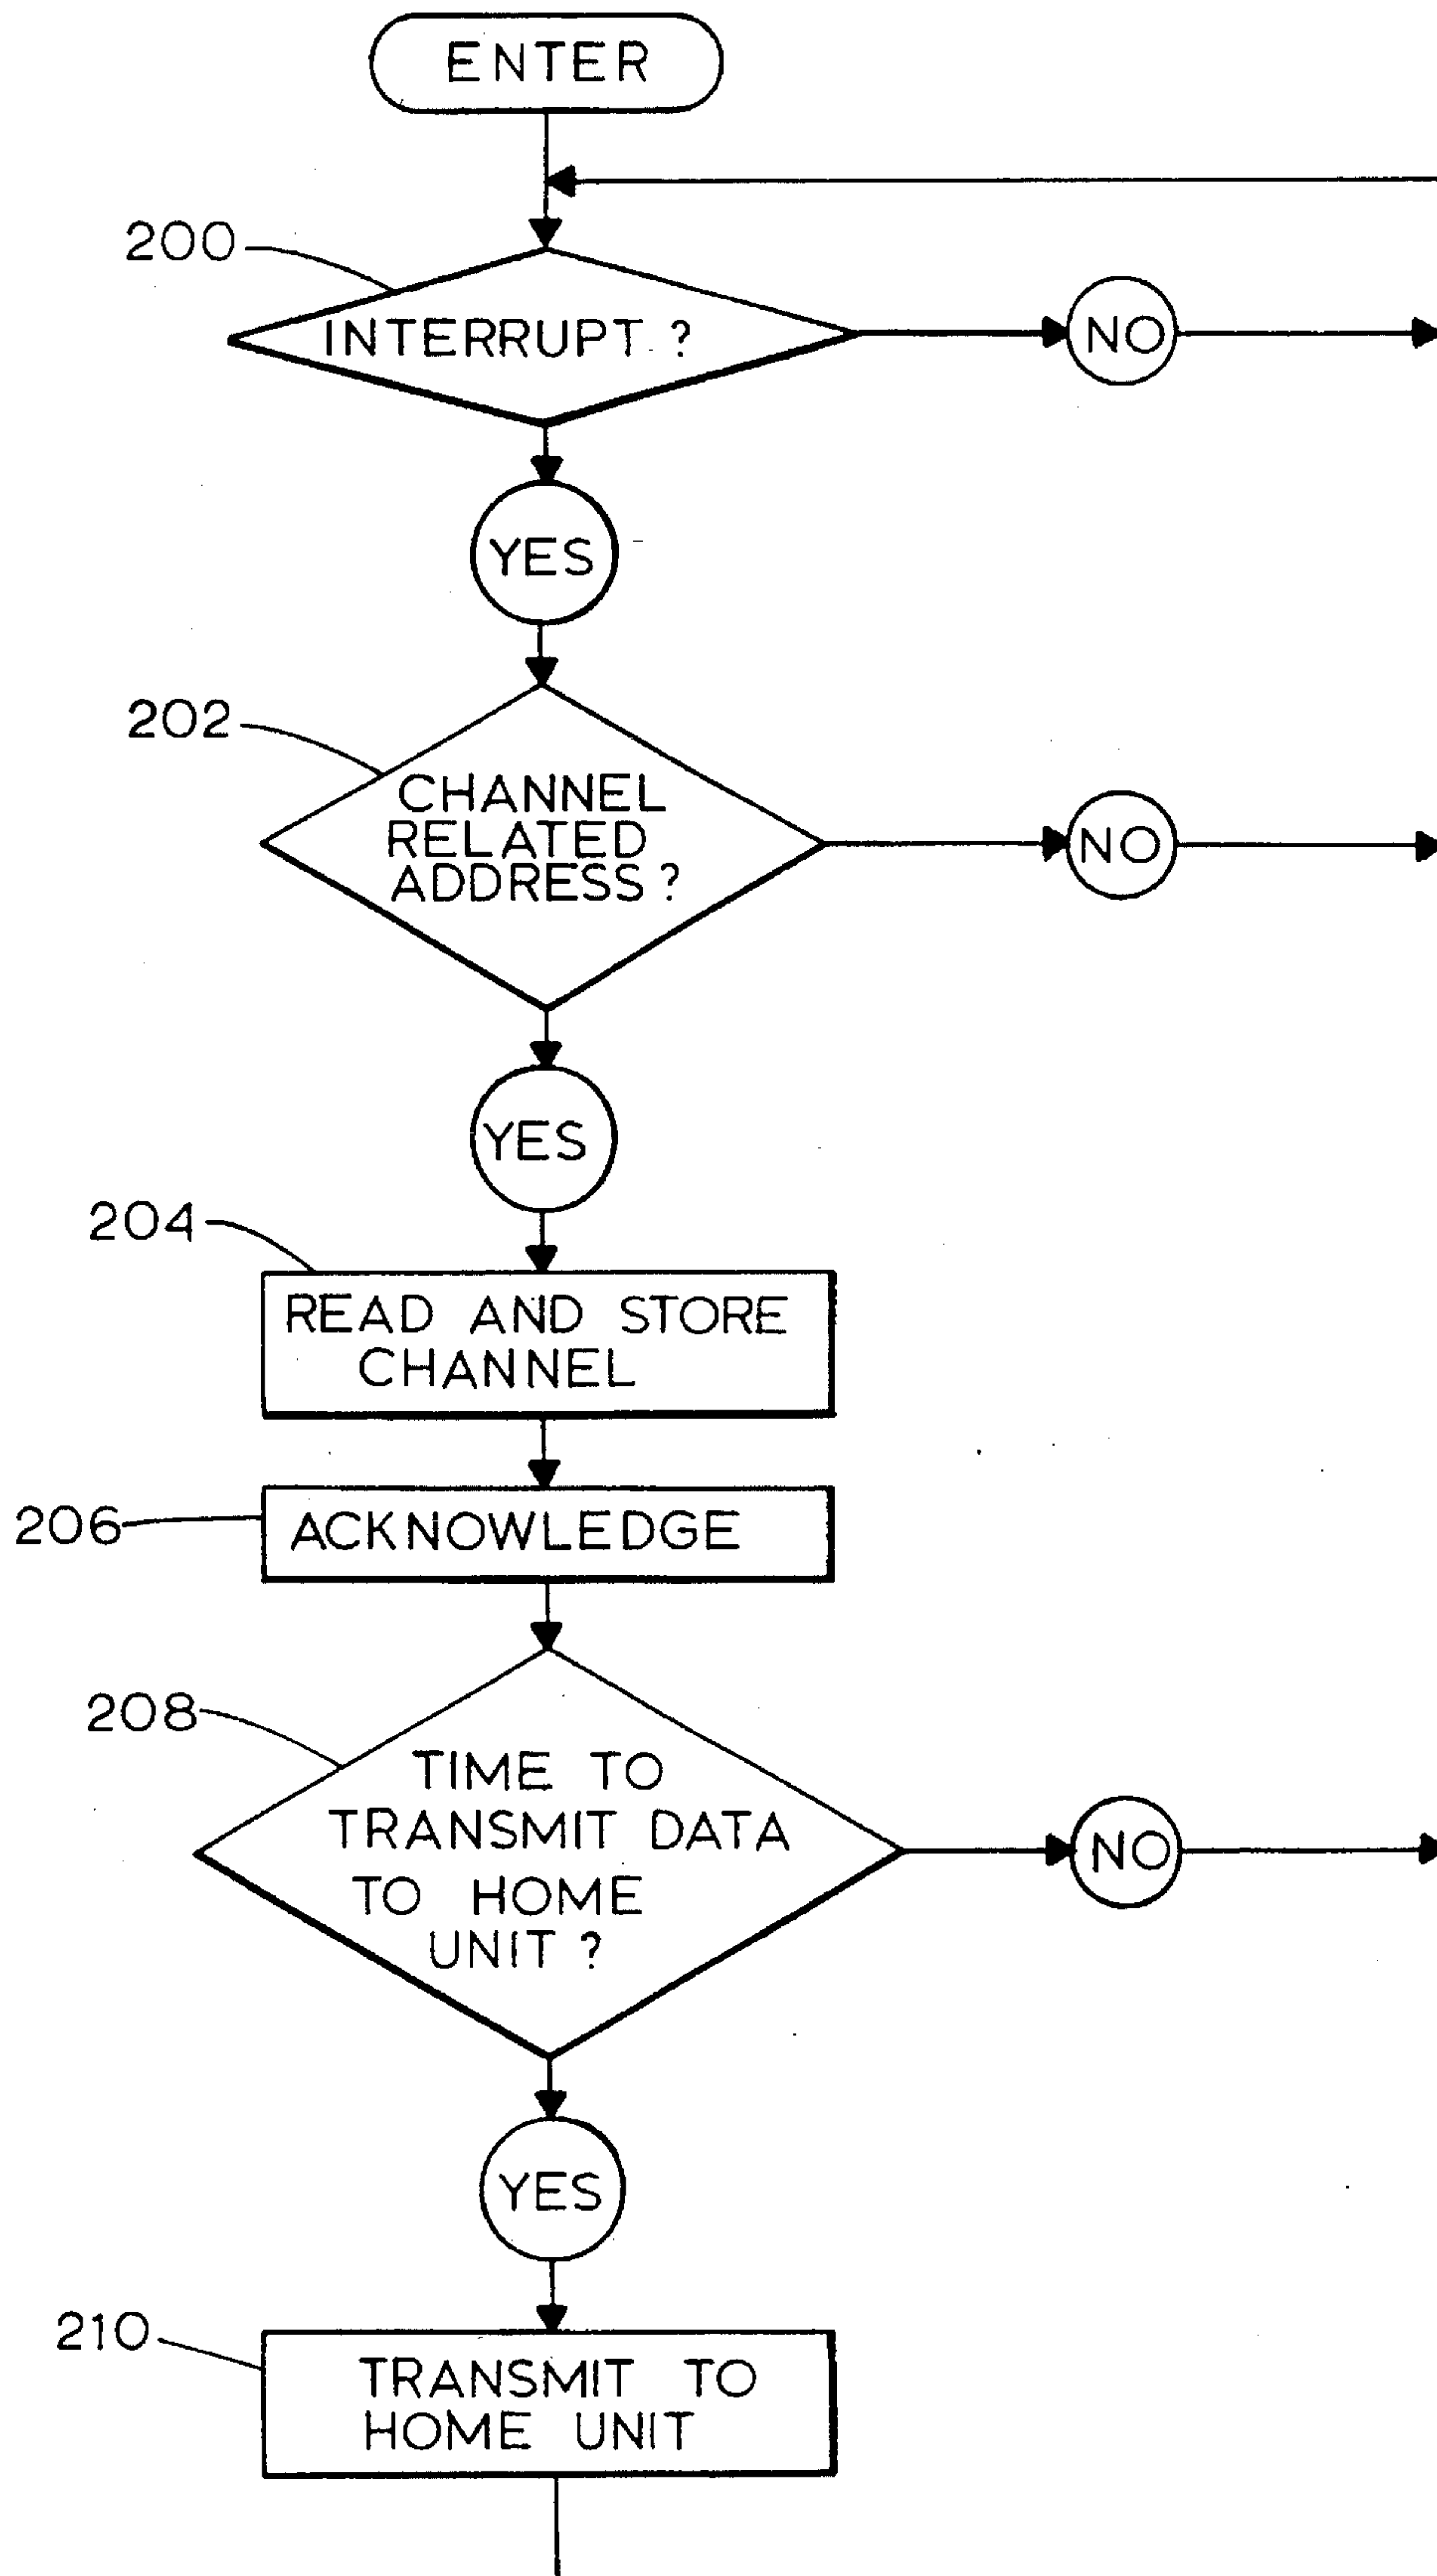 ENTER
200
INTERRUPT ?
NO
YES
202
CHANNEL
RELATED
ADDRESS ?
NO
YES
204
READ AND STORE
CHANNEL
206
ACKNOWLEDGE
208
TIME TO
TRANSMIT DATA
TO HOME
UNIT ?
NO
YES
210
TRANSMIT TO
HOME UNIT